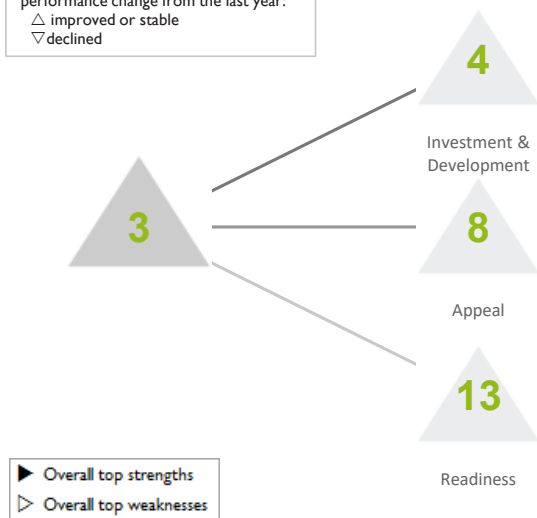 performance change from the last year:
△ improved or stable
▽ declined
4
Investment &
Development
3
8
Appeal
13
Readiness
▶ Overall top strengths
▷ Overall top weaknesses